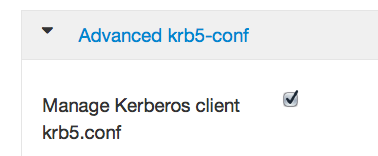 Advanced krb5-conf
Manage Kerberos client
krb5.conf